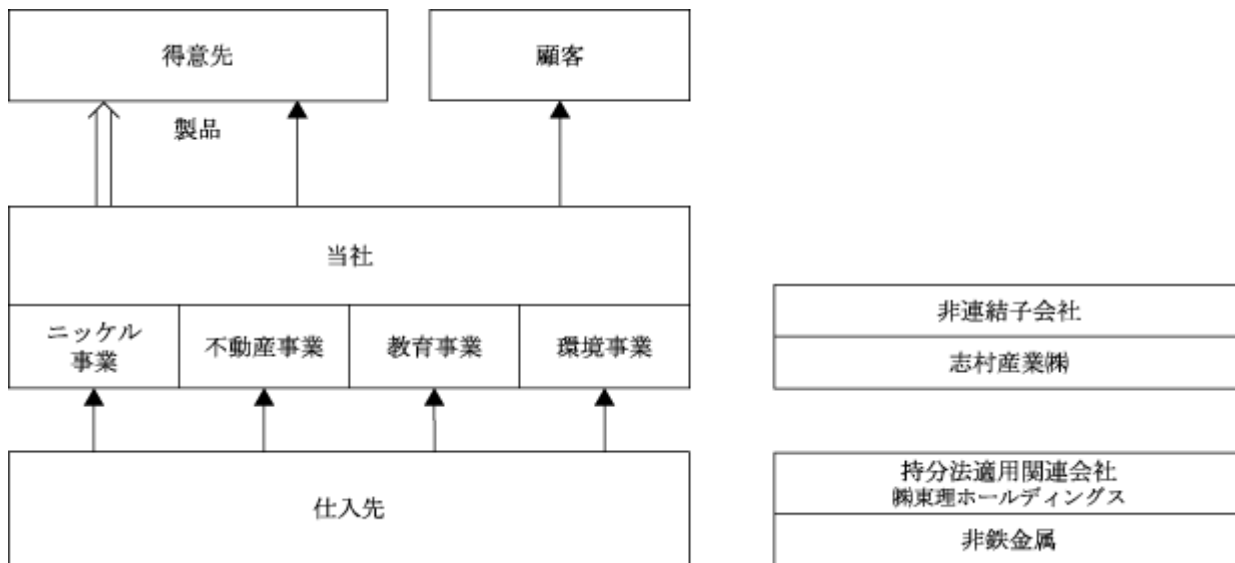 得意先
顧客
製品
当社
ニッケル
事業
不動産事業
教育事業
環境事業
仕入先
非連結子会社
志村産業㈱
持分法適用関連会社
㈱東理ホールディングス
非鉄金属